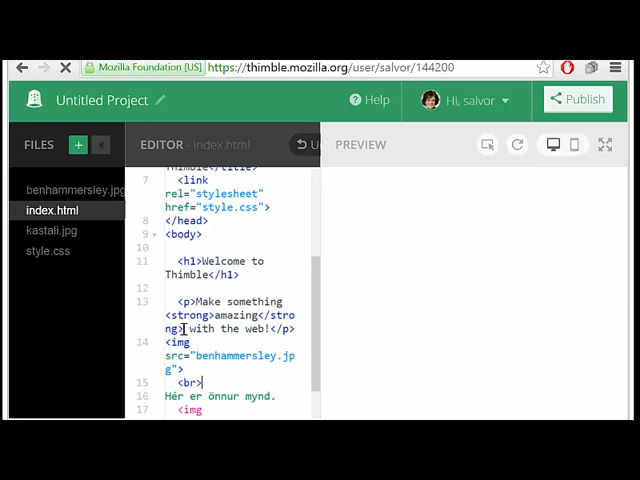 Mozilla Foundation [US] https://thimble.mozilla.org/user/salvor/144200
Untitled Project Help Hi, salvor Publish
FILES EDITOR - index.html Un PREVIEW
benhammersley.jpg
index.html
kastali.jpg
style.css
Thimble</title>
7 <link
rel="stylesheet"
href="style.css">
8 </head>
9 <body>
10
11 <h1>Welcome to
Thimble</h1>
12
13 <p>Make something
<strong>amazing</stro
ng> with the web!</p>
14 <img
src="benhammersley.jp
g">
15 <br>
16 Hér er önnur mynd.
17 <img